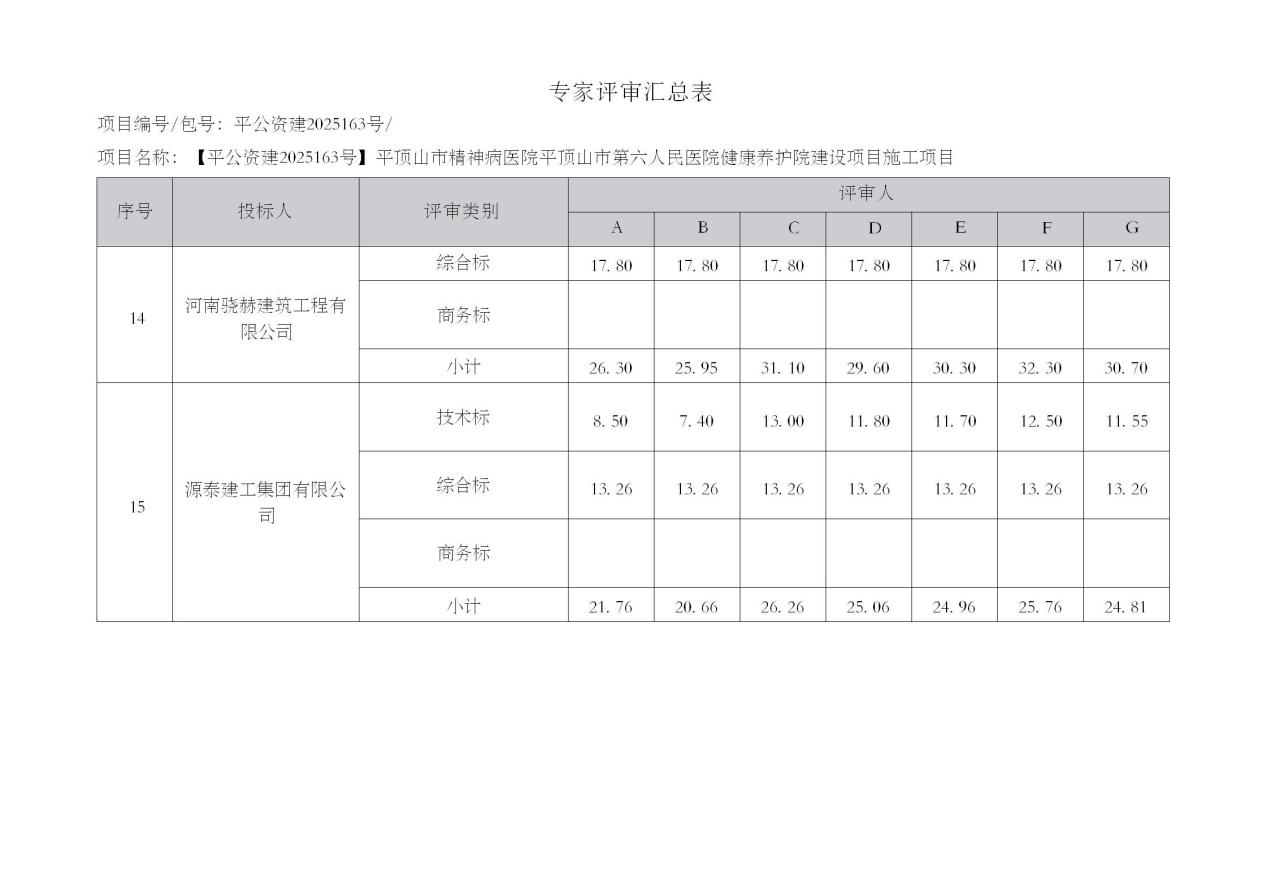 专家评审汇总表
项目编号/包号：平公资建2025163号/
项目名称：【平公资建2025163号】平顶山市精神病医院平顶山市第六人民医院健康养护院建设项目施工项目
序号 投标人 评审类别 评审人
A B C D E F G
14 河南骁赫建筑工程有限公司 综合标 17.80 17.80 17.80 17.80 17.80 17.80 17.80
商务标
小计 26.30 25.95 31.10 29.60 30.30 32.30 30.70
15 源泰建工集团有限公司 技术标 8.50 7.40 13.00 11.80 11.70 12.50 11.55
综合标 13.26 13.26 13.26 13.26 13.26 13.26 13.26
商务标
小计 21.76 20.66 26.26 25.06 24.96 25.76 24.81